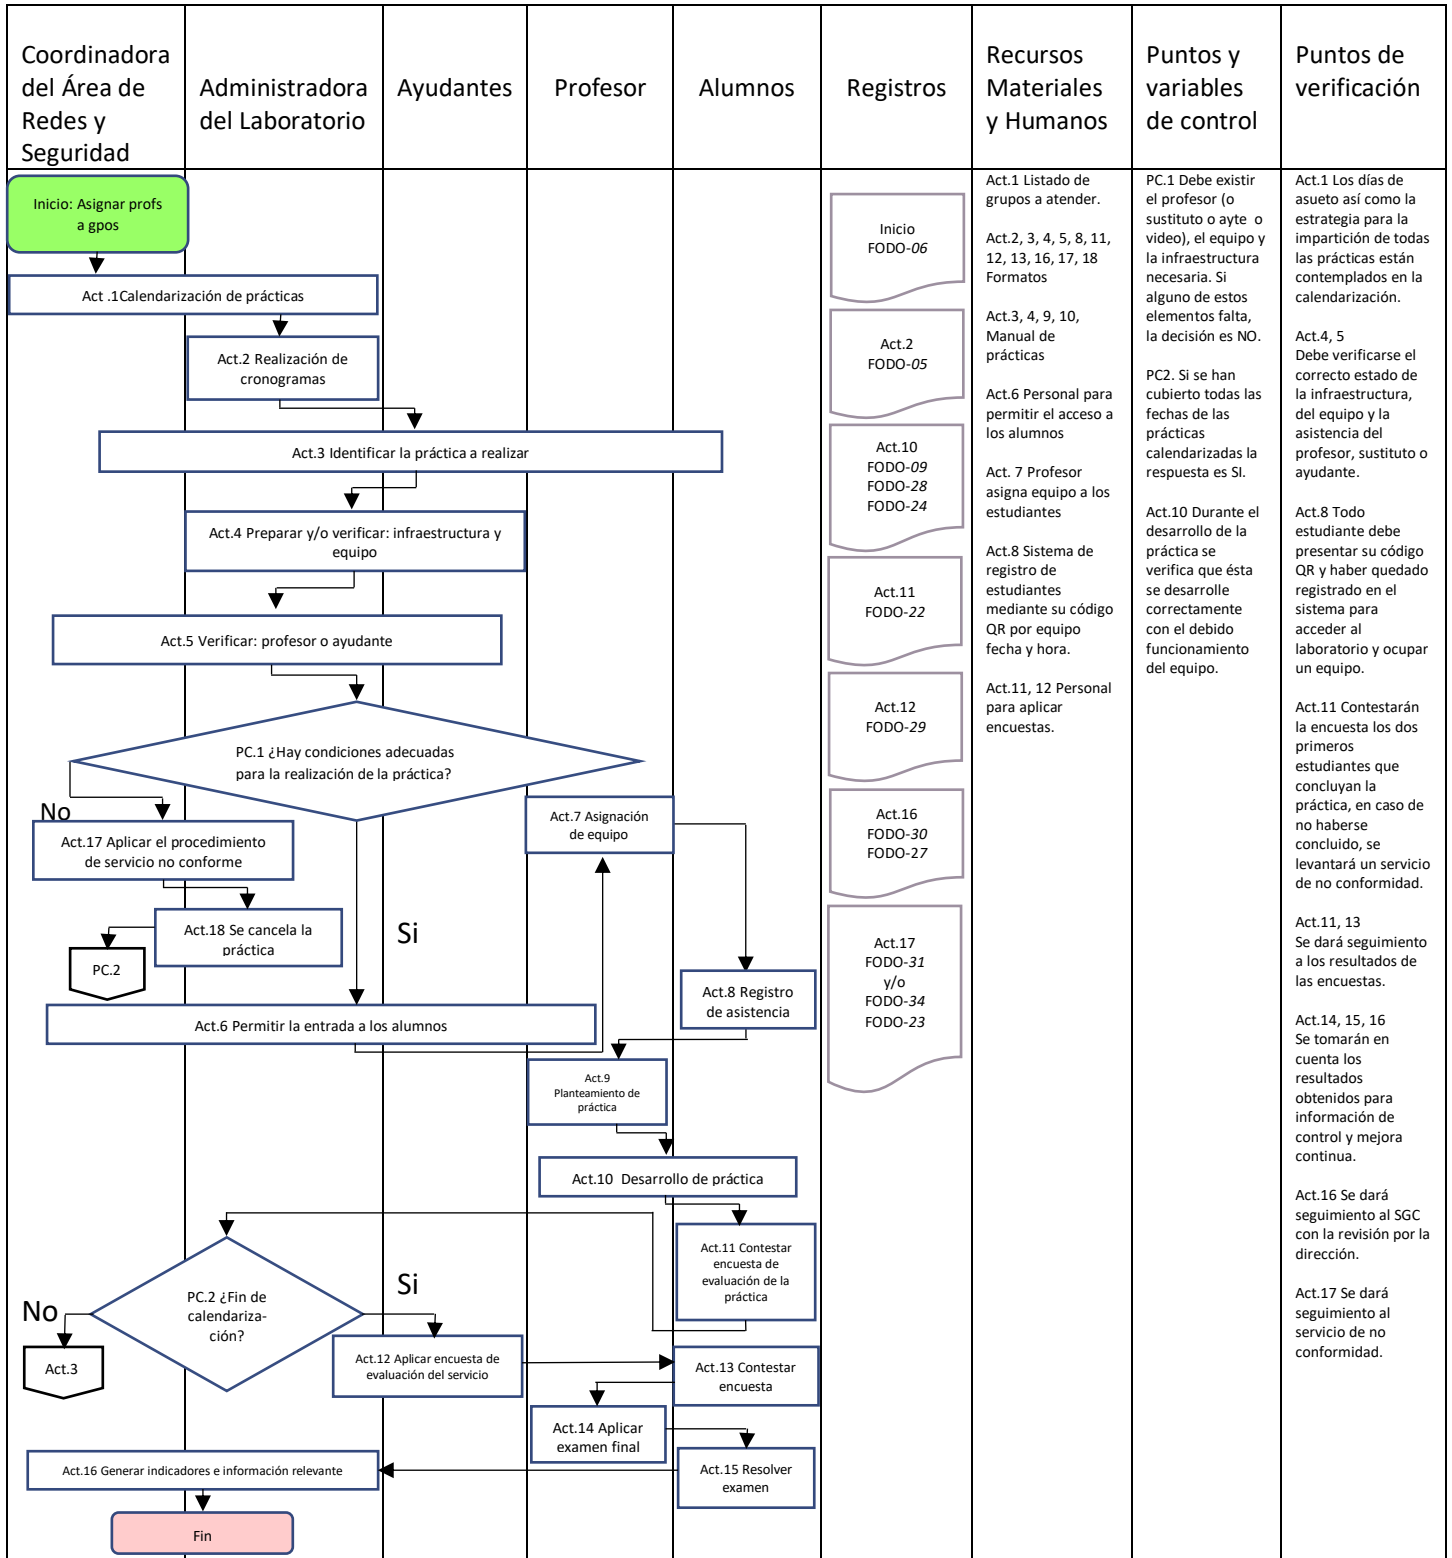 Coordinadora
del Área de
Redes y
Seguridad
Administradora
del Laboratorio
Ayudantes
Profesor
Alumnos
Registros
Recursos
Materiales
y Humanos
Puntos y
variables
de control
Puntos de
verificación
Inicio: Asignar profs
a gpos
Act .1Calendarización de prácticas
Act.2 Realización de
cronogramas
Act.3 Identificar la práctica a realizar
Act.4 Preparar y/o verificar: infraestructura y
equipo
Act.5 Verificar: profesor o ayudante
PC.1 ¿Hay condiciones adecuadas
para la realización de la práctica?
No
Act.17 Aplicar el procedimiento
de servicio no conforme
Act.18 Se cancela la
práctica
PC.2
Si
Act.6 Permitir la entrada a los alumnos
Act.7 Asignación
de equipo
Act.8 Registro
de asistencia
Act.9
Planteamiento de
práctica
Act.10 Desarrollo de práctica
Act.11 Contestar
encuesta de
evaluación de la
práctica
PC.2 ¿Fin de
calendariza-
ción?
No
Act.3
Si
Act.12 Aplicar encuesta de
evaluación del servicio
Act.13 Contestar
encuesta
Act.14 Aplicar
examen final
Act.15 Resolver
examen
Act.16 Generar indicadores e información relevante
Fin
Inicio
FODO-06
Act.2
FODO-05
Act.10
FODO-09
FODO-28
FODO-24
Act.11
FODO-22
Act.12
FODO-29
Act.16
FODO-30
FODO-27
Act.17
FODO-31
y/o
FODO-34
FODO-23
Act.1 Listado de
grupos a atender.
Act.2, 3, 4, 5, 8, 11,
12, 13, 16, 17, 18
Formatos
Act.3, 4, 9, 10,
Manual de
prácticas
Act.6 Personal para
permitir el acceso a
los alumnos
Act. 7 Profesor
asigna equipo a los
estudiantes
Act.8 Sistema de
registro de
estudiantes
mediante su código
QR por equipo
fecha y hora.
Act.11, 12 Personal
para aplicar
encuestas.
PC.1 Debe existir
el profesor (o
sustituto o ayte o
video), el equipo y
la infraestructura
necesaria. Si
alguno de estos
elementos falta,
la decisión es NO.
PC2. Si se han
cubierto todas las
fechas de las
prácticas
calendarizadas la
respuesta es SI.
Act.10 Durante el
desarrollo de la
práctica se
verifica que ésta
se desarrolle
correctamente
con el debido
funcionamiento
del equipo.
Act.1 Los días de
asueto así como la
estrategia para la
impartición de todas
las prácticas están
contemplados en la
calendarización.
Act.4, 5
Debe verificarse el
correcto estado de
la infraestructura,
del equipo y la
asistencia del
profesor, sustituto o
ayudante.
Act.8 Todo
estudiante debe
presentar su código
QR y haber quedado
registrado en el
sistema para
acceder al
laboratorio y ocupar
un equipo.
Act.11 Contestarán
la encuesta los dos
primeros
estudiantes que
concluyan la
práctica, en caso de
no haberse
concluido, se
levantará un servicio
de no conformidad.
Act.11, 13
Se dará seguimiento
a los resultados de
las encuestas.
Act.14, 15, 16
Se tomarán en
cuenta los
resultados
obtenidos para
información de
control y mejora
continua.
Act.16 Se dará
seguimiento al SGC
con la revisión por la
dirección.
Act.17 Se dará
seguimiento al
servicio de no
conformidad.